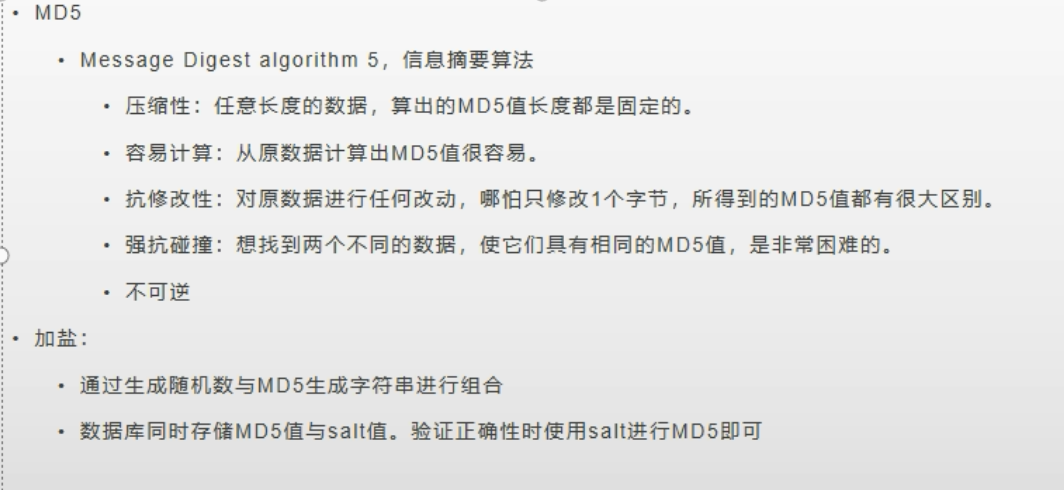 • MD5
• Message Digest algorithm 5，信息摘要算法
• 压缩性：任意长度的数据，算出的MD5值长度都是固定的。
• 容易计算：从原数据计算出MD5值很容易。
• 抗修改性：对原数据进行任何改动，哪怕只修改1个字节，所得到的MD5值都有很大区别。
• 强抗碰撞：想找到两个不同的数据，使它们具有相同的MD5值，是非常困难的。
• 不可逆
• 加盐：
• 通过生成随机数与MD5生成字符串进行组合
• 数据库同时存储MD5值与salt值。验证正确性时使用salt进行MD5即可